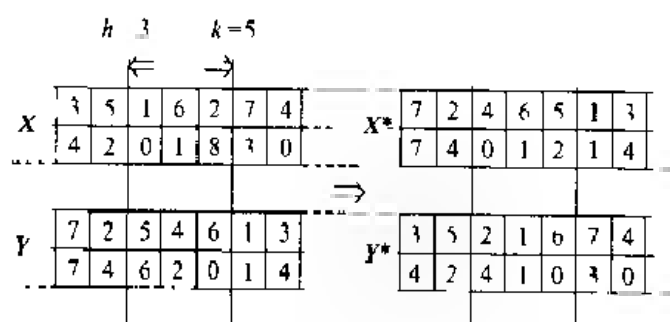 h 3 k = 5
⇐ ⇒
X 3 5 1 6 2 7 4
4 2 0 1 8 3 0
X* 7 2 4 6 5 1 3
7 4 0 1 2 1 4
⇒
Y 7 2 5 4 6 1 3
7 4 6 2 0 1 4
Y* 3 5 2 1 6 7 4
4 2 4 1 0 3 0